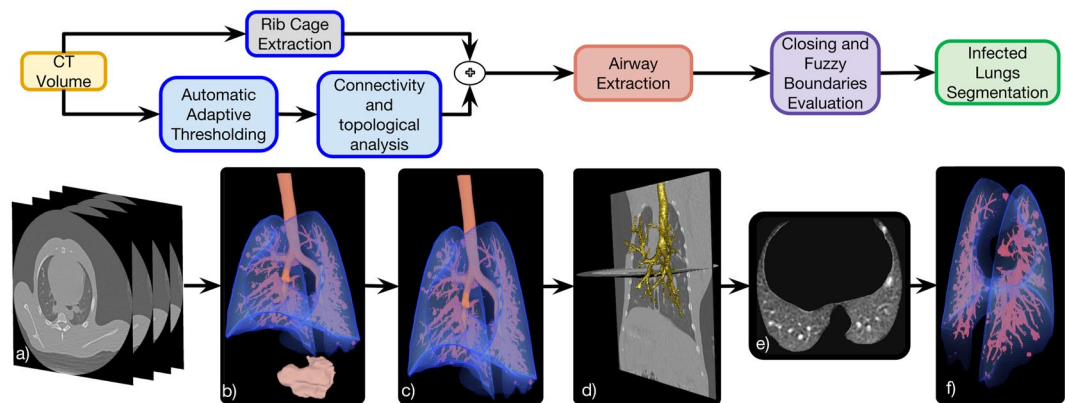 CT
Volume
Rib Cage
Extraction
Automatic
Adaptive
Thresholding
Connectivity
and
topological
analysis
Airway
Extraction
Closing and
Fuzzy
Boundaries
Evaluation
Infected
Lungs
Segmentation
a)
b)
c)
d)
e)
f)